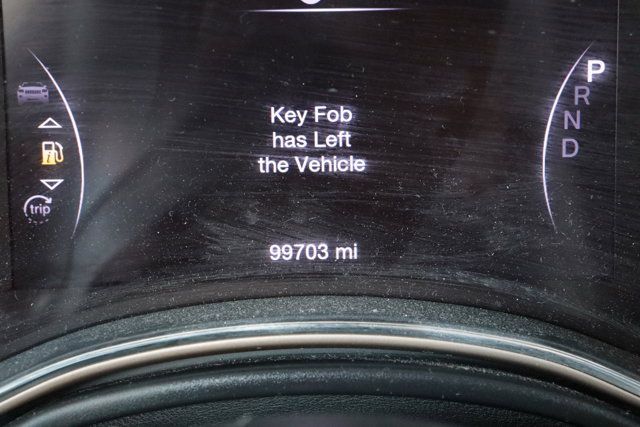 P
R
N
D
Key Fob
has Left
the Vehicle
trip
99703 mi